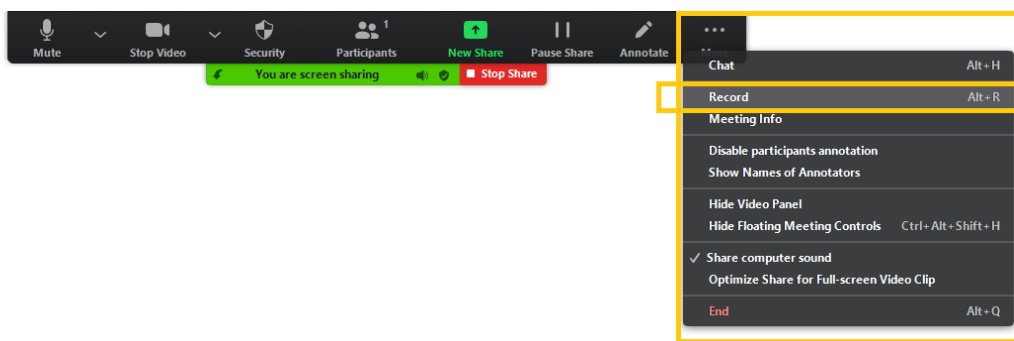 1
Mute Stop Video Security Participants New Share Pause Share Annotate More
You are screen sharing Stop Share
Chat Alt+H
Record Alt+R
Meeting Info
Disable participants annotation
Show Names of Annotators
Hide Video Panel
Hide Floating Meeting Controls Ctrl+Alt+Shift+H
Share computer sound
Optimize Share for Full-screen Video Clip
End Alt+Q